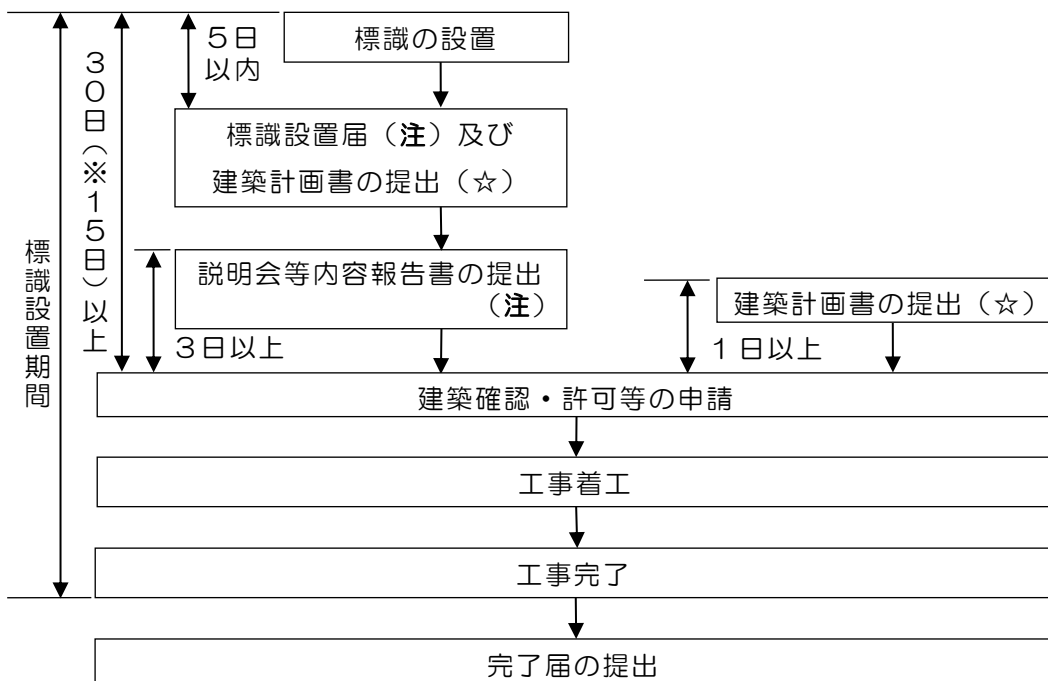 標識の設置
５日
以内
３０日（※１５日）以上
標識設置届（注）及び
建築計画書の提出（☆）
標識設置期間
説明会等内容報告書の提出
（注）
３日以上
建築計画書の提出（☆）
１日以上
建築確認・許可等の申請
工事着工
工事完了
完了届の提出